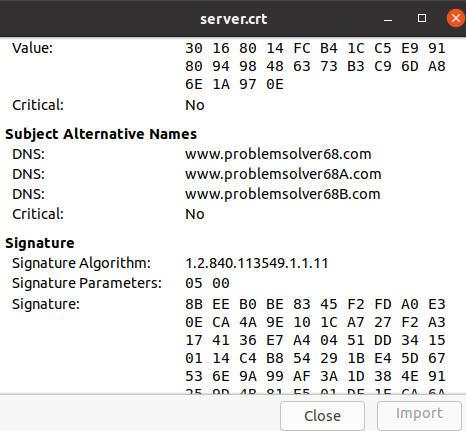 server.crt
Value: 30 16 80 14 FC B4 1C C5 E9 91
80 94 98 48 63 73 B3 C9 6D A8
6E 1A 97 0E
Critical: No
Subject Alternative Names
DNS: www.problemsolver68.com
DNS: www.problemsolver68A.com
DNS: www.problemsolver68B.com
Critical: No
Signature
Signature Algorithm: 1.2.840.113549.1.1.11
Signature Parameters: 05 00
Signature: 8B EE B0 BE 83 45 F2 FD A0 E3
0E CA 4A 9E 10 1C A7 27 F2 A3
17 41 36 E7 A4 04 51 DD 34 15
01 14 C4 B8 54 29 1B E4 5D 67
53 6E 9A 99 AF 3A 1D 38 4E 91
Close Import